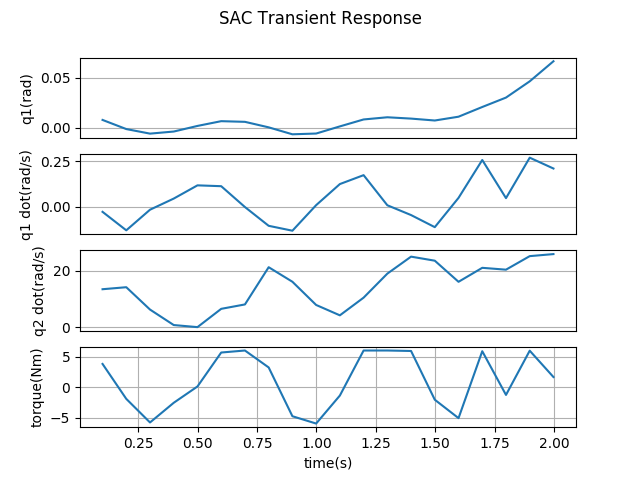 SAC Transient Response
q1(rad)
0.05
0.00
q1 dot(rad/s)
0.25
0.00
q2 dot(rad/s)
20
0
torque(Nm)
5
0
−5
0.25 0.50 0.75 1.00 1.25 1.50 1.75 2.00
time(s)